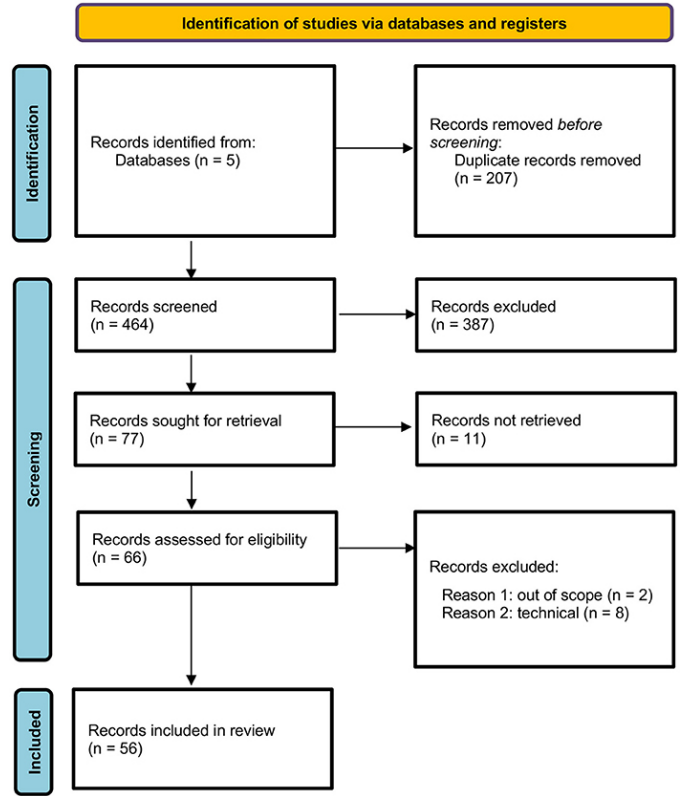 Identification of studies via databases and registers
Identification
Records identified from:
Databases (n = 5)
Records removed before
screening:
Duplicate records removed
(n = 207)
Screening
Records screened
(n = 464)
Records excluded
(n = 387)
Records sought for retrieval
(n = 77)
Records not retrieved
(n = 11)
Records assessed for eligibility
(n = 66)
Records excluded:
Reason 1: out of scope (n = 2)
Reason 2: technical (n = 8)
Included
Records included in review
(n = 56)